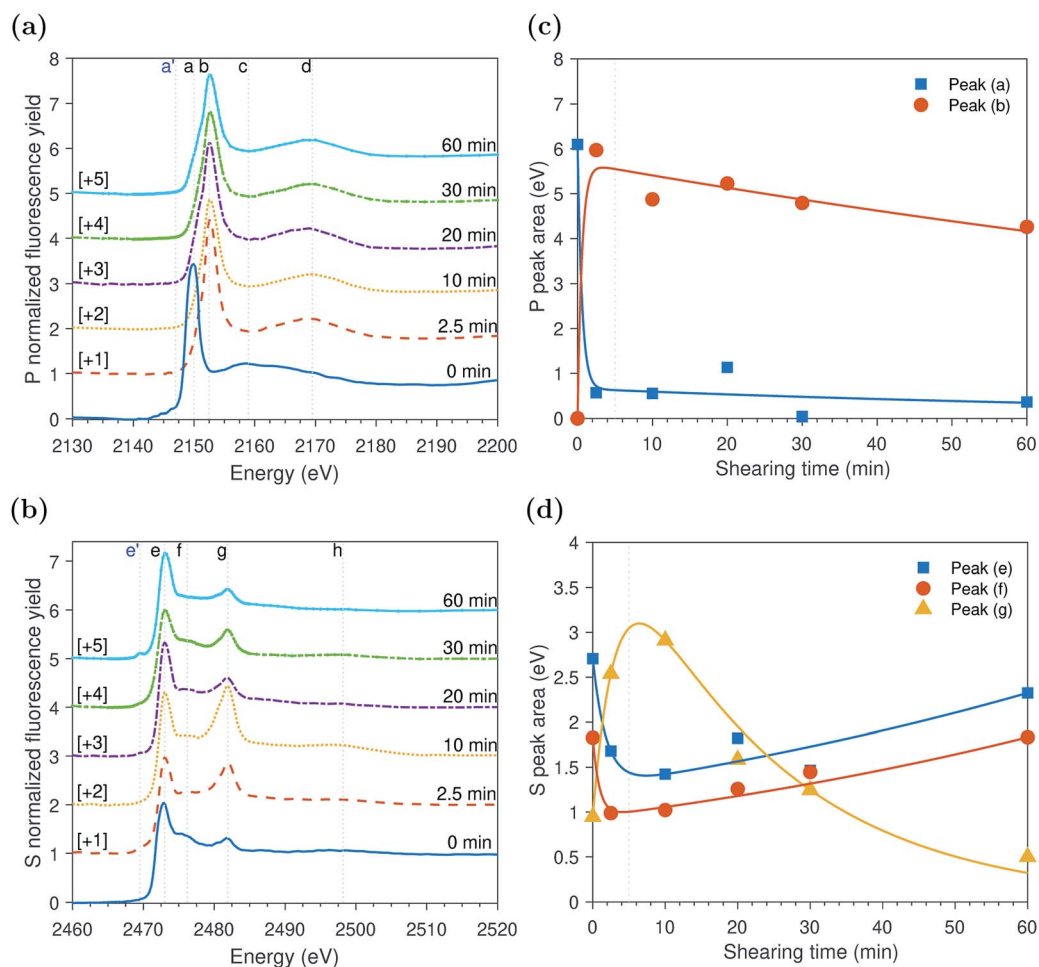 (a)
P normalized fluorescence yield
8
7
6
5
4
3
2
1
0
a'
a
b
c
d
[+5]
[+4]
[+3]
[+2]
[+1]
60 min
30 min
20 min
10 min
2.5 min
0 min
2130 2140 2150 2160 2170 2180 2190 2200
Energy (eV)
(c)
P peak area (eV)
8
7
6
5
4
3
2
1
0
Peak (a)
Peak (b)
0 10 20 30 40 50 60
Shearing time (min)
(b)
S normalized fluorescence yield
7
6
5
4
3
2
1
0
e'
e
f
g
h
[+5]
[+4]
[+3]
[+2]
[+1]
60 min
30 min
20 min
10 min
2.5 min
0 min
2460 2470 2480 2490 2500 2510 2520
Energy (eV)
(d)
S peak area (eV)
4
3.5
3
2.5
2
1.5
1
0.5
0
Peak (e)
Peak (f)
Peak (g)
0 10 20 30 40 50 60
Shearing time (min)